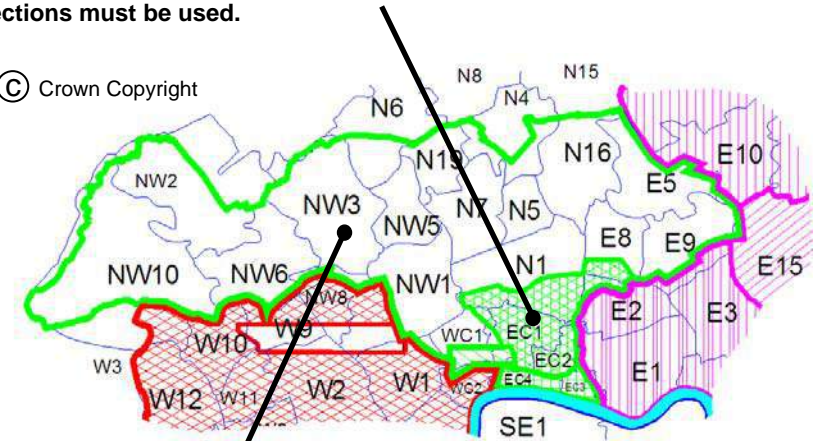 ections must be used.
© Crown Copyright
N8
N15
N6
N4
N19
N16
E10
NW2
E5
NW3
NW5
N7
N5
E8
E9
NW10
NW6
N1
E15
NW1
NW8
E2
E3
W9
WC1
EC1
W10
EC2
W3
E1
W12
W11
W2
W1
WC2
EC4
EC3
SE1